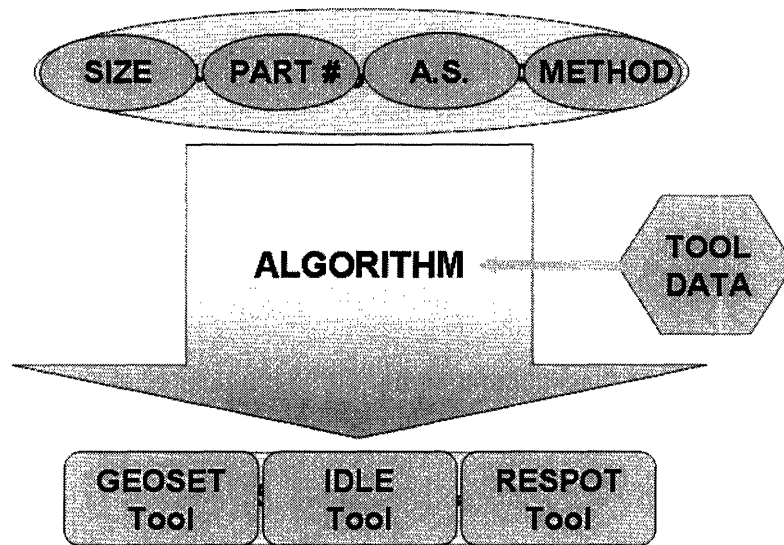 SIZE PART # A.S. METHOD
ALGORITHM
TOOL
DATA
GEOSET
Tool
IDLE
Tool
RESPOT
Tool